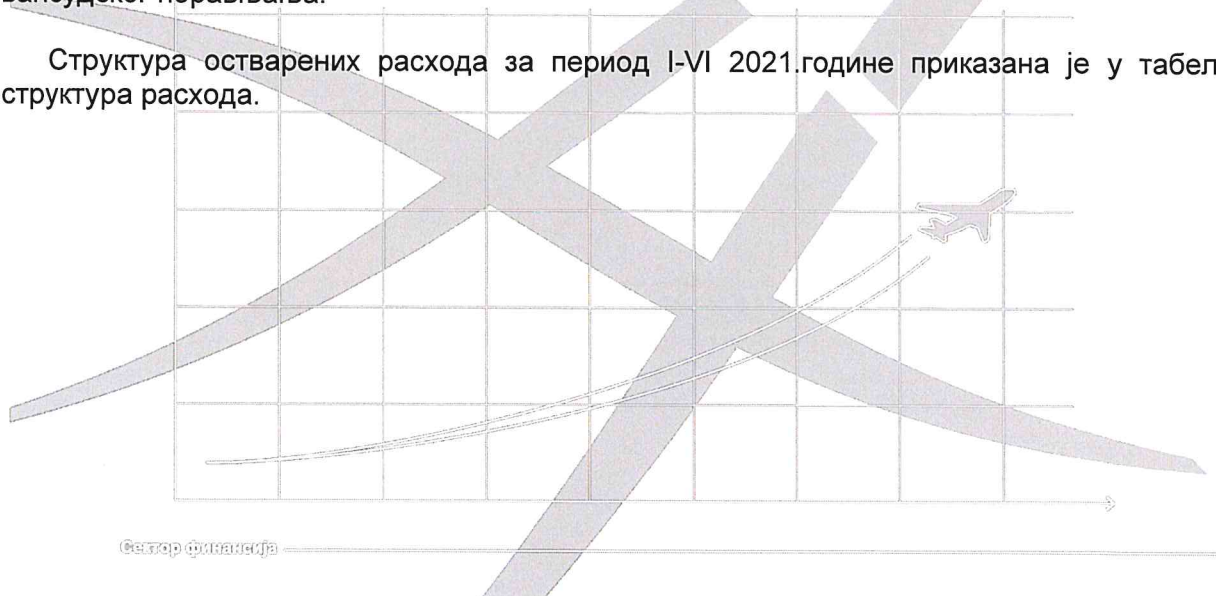 Структура остварених расхода за период I-VI 2021.године приказана је у табел
структура расхода.
Сектор финансија